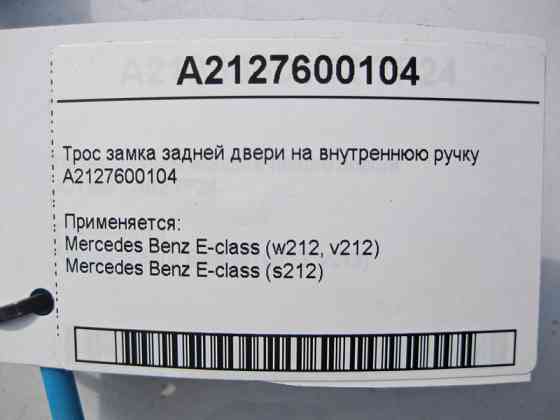 A2127600104
Трос замка задней двери на внутреннюю ручку
A2127600104
Применяется:
Mercedes Benz E-class (w212, v212)
Mercedes Benz E-class (s212)